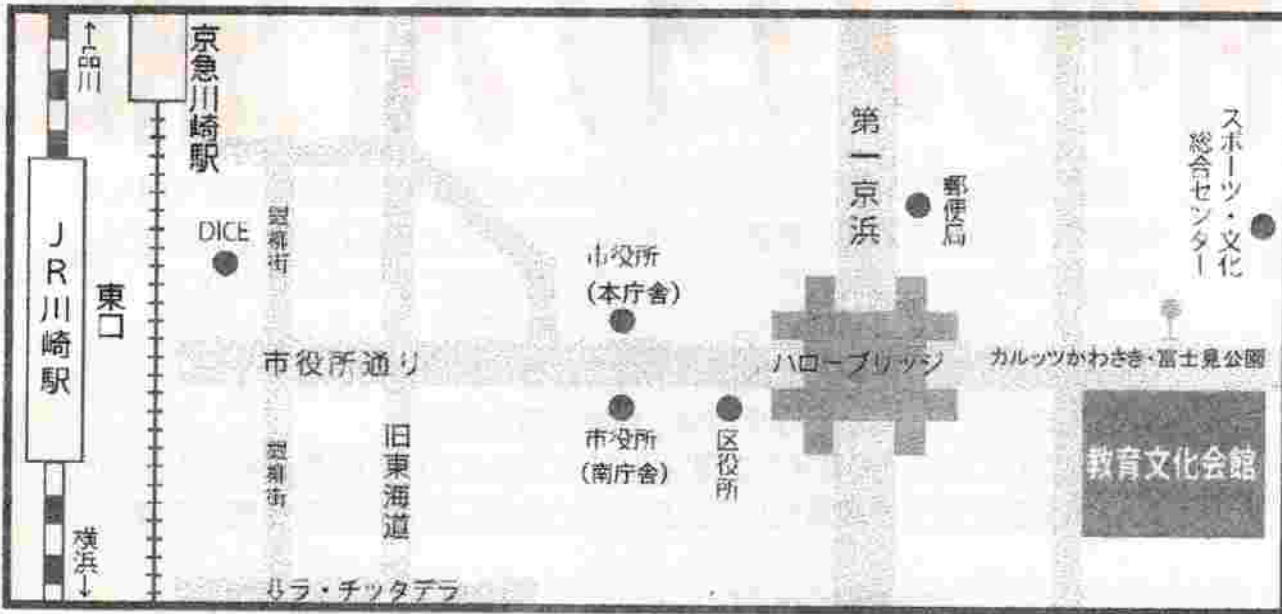 ←品川
京急川崎駅
JR川崎駅
東口
横浜→
DICE
銀柳街
市役所通り
銀柳街
旧東海道
ラ・チッタデラ
市役所
(本庁舎)
市役所
(南庁舎)
区役所
第一京浜
郵便局
ハローブリッジ
スポーツ・文化
総合センター
カルッツかわさき・富士見公園
教育文化会館